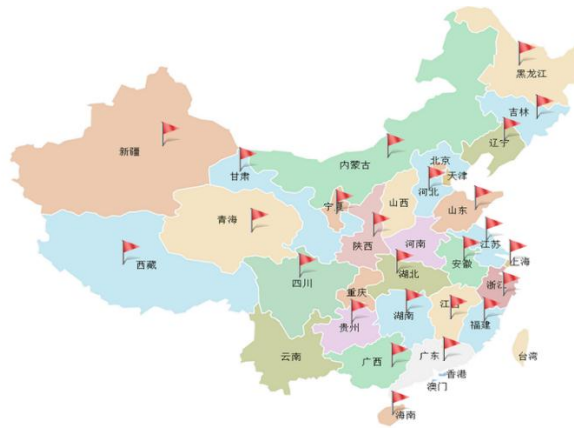 黑龙江
吉林
辽宁
新疆
甘肃
内蒙古
北京
天津
河北
山西
宁夏
山东
青海
陕西
河南
江苏
西藏
四川
湖北
安徽
上海
重庆
浙江
贵州
湖南
江西
福建
云南
广西
广东
台湾
香港
澳门
海南